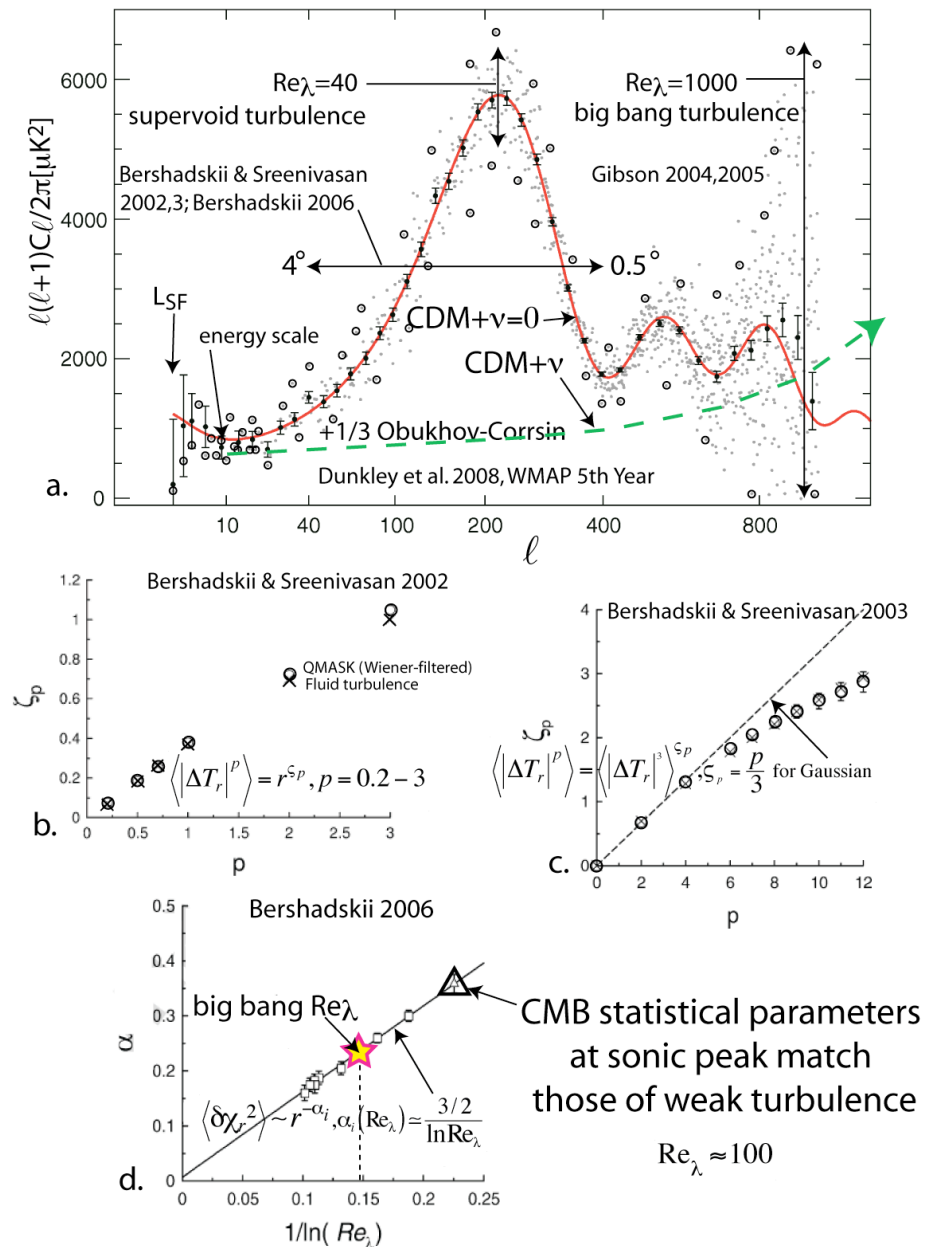 6000
4000
2000
0
ℓ(ℓ+1)Cℓ/2π[μK2]
Reλ=40
supervoid turbulence
Reλ=1000
big bang turbulence
Bershadskii & Sreenivasan
2002,3; Bershadskii 2006
Gibson 2004,2005
4
0.5
LSF
energy scale
CDM+ν=0
CDM+ν
+1/3 Obukhov-Corrsin
Dunkley et al. 2008, WMAP 5th Year
a.
10
40
100
200
400
800
ℓ
Bershadskii & Sreenivasan 2002
1.2
1
0.8
0.6
0.4
0.2
0
ζp
QMASK (Wiener-filtered)
Fluid turbulence
⟨|ΔTr|^p⟩ = r^ςp, p = 0.2 − 3
b.
0
0.5
1
1.5
2
2.5
3
p
Bershadskii & Sreenivasan 2003
4
3
2
1
0
ζp
⟨|ΔTr|^p⟩ = ⟨|ΔTr|^3⟩^ςp, ςp = p/3 for Gaussian
c.
0
2
4
6
8
10
12
p
Bershadskii 2006
0.5
0.4
0.3
0.2
0.1
0
α
big bang Reλ
⟨δχr^2⟩ ~ r^−αi, αi(Reλ) ≃ 3/2 / lnReλ
d.
0
0.05
0.1
0.15
0.2
0.25
1/ln( Reλ)
CMB statistical parameters
at sonic peak match
those of weak turbulence
Reλ ≈ 100